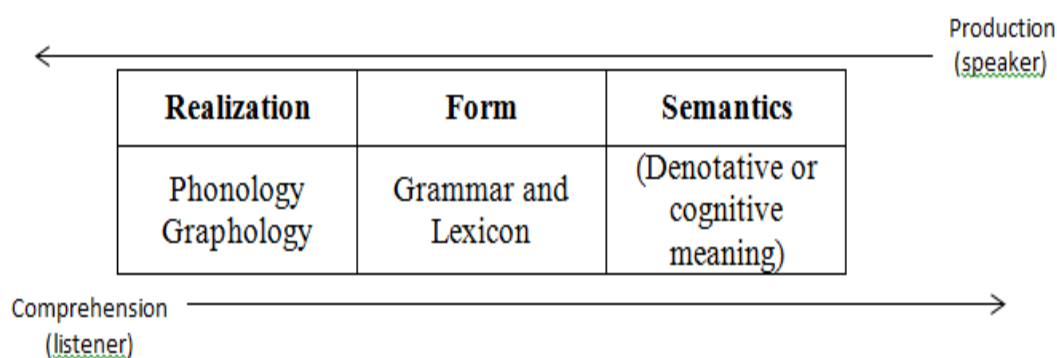 Production
(speaker)
Realization
Form
Semantics
Phonology
Graphology
Grammar and
Lexicon
(Denotative or
cognitive
meaning)
Comprehension
(listener)